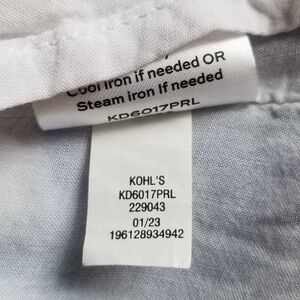 Cool iron if needed OR
Steam iron If needed
KD6017PRL
KOHL'S
KD6017PRL
229043
01/23
196128934942